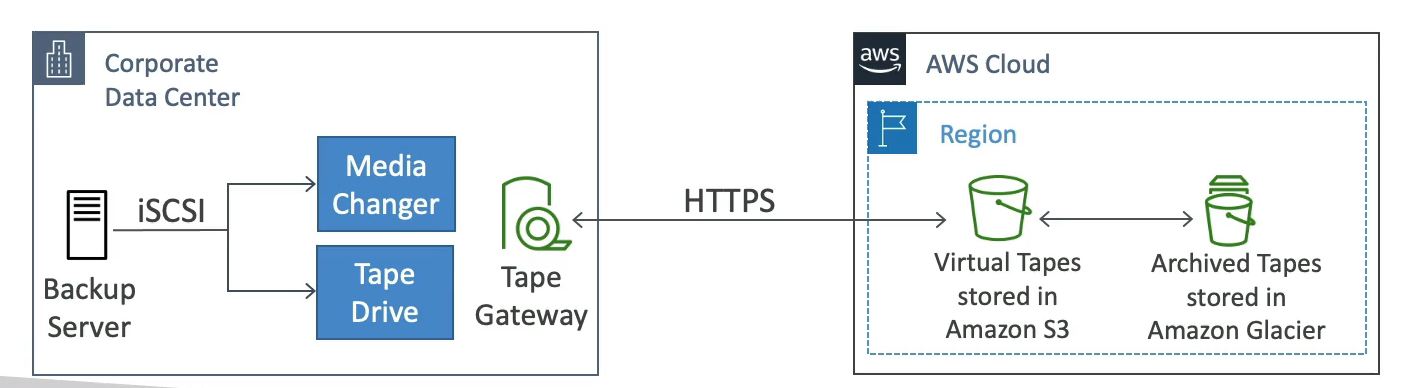 Corporate
Data Center
Media
Changer
iSCSI
Tape
Drive
Backup
Server
Tape
Gateway
HTTPS
aws
AWS Cloud
Region
Virtual Tapes
stored in
Amazon S3
Archived Tapes
stored in
Amazon Glacier